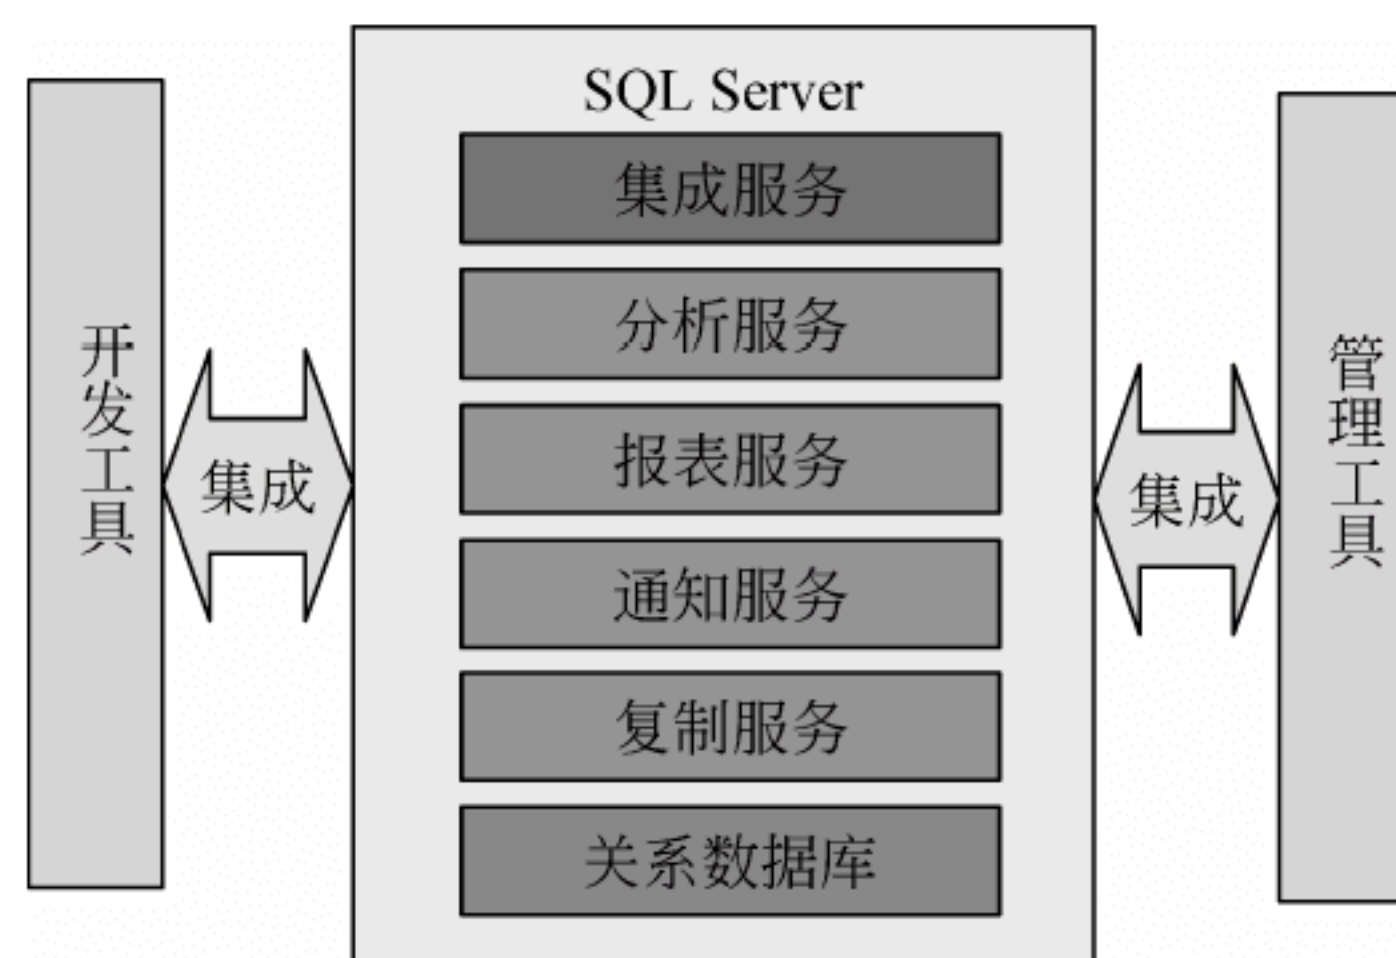 SQL Server
开发工具
集成
集成服务
分析服务
报表服务
通知服务
复制服务
关系数据库
集成
管理工具